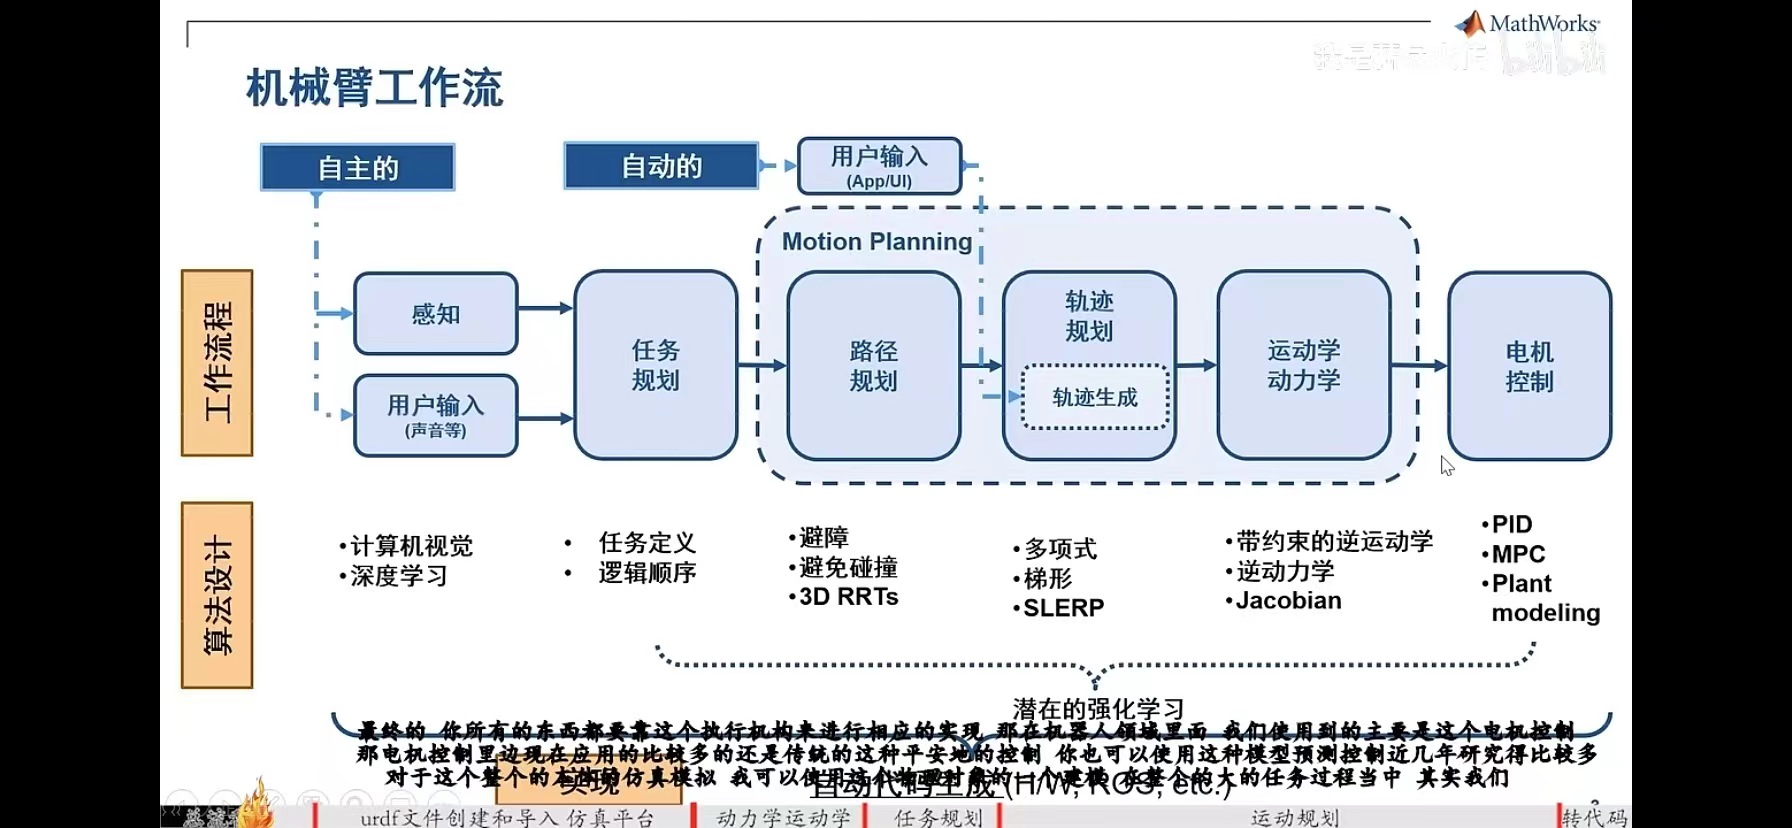 MathWorks
bilibili
机械臂工作流
自主的
自动的
用户输入
(App/UI)
Motion Planning
工作流程
感知
用户输入
(声音等)
任务
规划
路径
规划
轨迹
规划
轨迹生成
运动学
动力学
电机
控制
算法设计
•计算机视觉
•深度学习
• 任务定义
• 逻辑顺序
•避障
•避免碰撞
•3D RRTs
•多项式
•梯形
•SLERP
•带约束的逆运动学
•逆动力学
•Jacobian
•PID
•MPC
•Plant
modeling
潜在的强化学习
最终的 你所有的东西都要靠这个执行机构来进行相应的实现 那在机器人领域里面 我们使用到的主要是这个电机控制
那电机控制里边现在应用的比较多的还是传统的这种平安地的控制 你也可以使用这种模型预测控制近几年研究得比较多
对于这个整个的本体的仿真模拟 我可以使用这个物理对象的一个建模 在整个的大的任务过程当中 其实我们
实现
自动代码生成 (H/W, ROS, etc.)
urdf文件创建和导入 仿真平台
动力学运动学
任务规划
运动规划
转代码